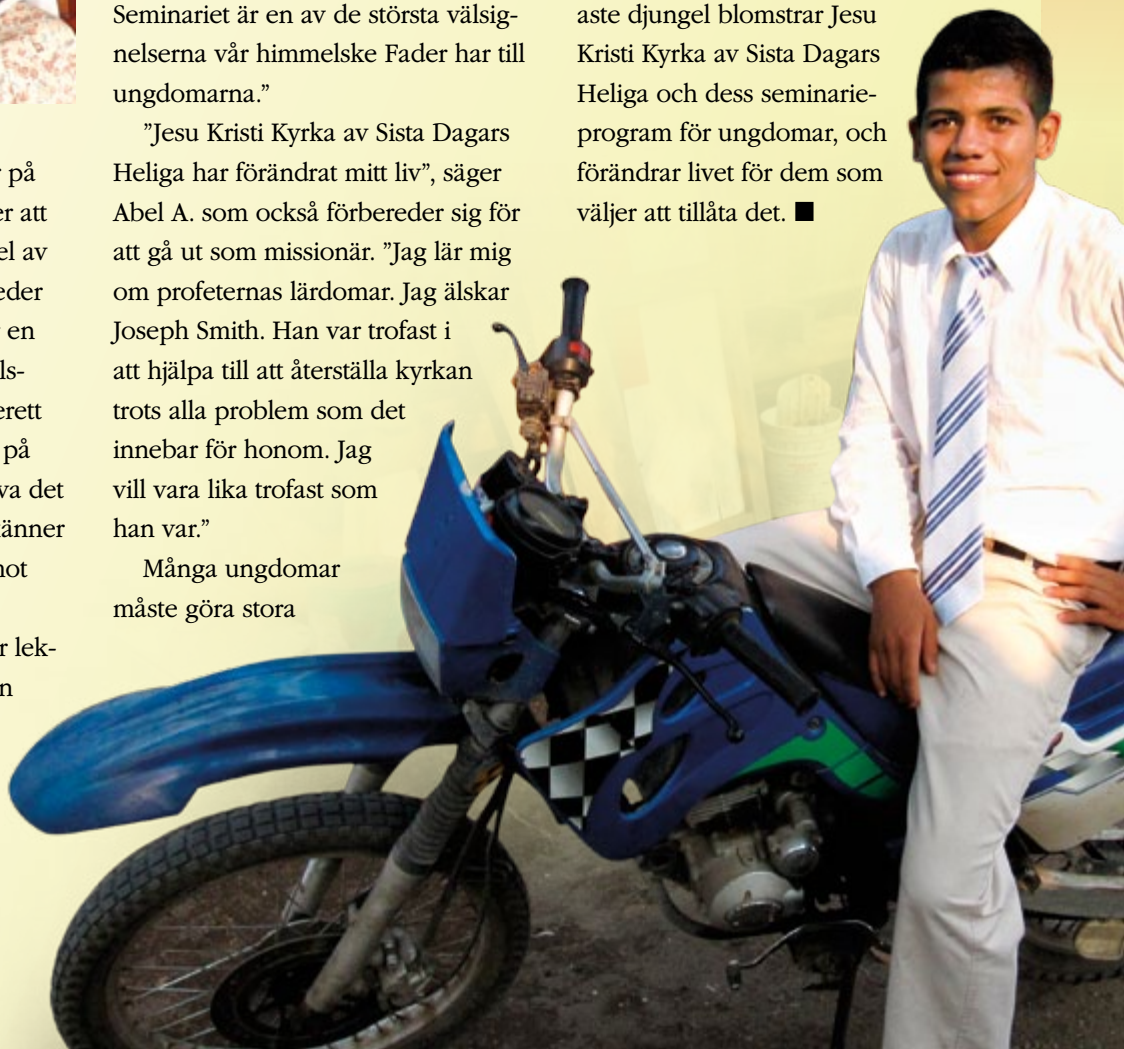 på
att
av
eder
en
ls-
erett
på
va det
änner
not
r lek-
n
Seminariet är en av de största välsig-
nelserna vår himmelske Fader har till
ungdomarna.”
”Jesu Kristi Kyrka av Sista Dagars
Heliga har förändrat mitt liv”, säger
Abel A. som också förbereder sig för
att gå ut som missionär. ”Jag lär mig
om profeternas lärdomar. Jag älskar
Joseph Smith. Han var trofast i
att hjälpa till att återställa kyrkan
trots alla problem som det
innebar för honom. Jag
vill vara lika trofast som
han var.”
Många ungdomar
måste göra stora
aste djungel blomstrar Jesu
Kristi Kyrka av Sista Dagars
Heliga och dess seminarie-
program för ungdomar, och
förändrar livet för dem som
väljer att tillåta det. ■